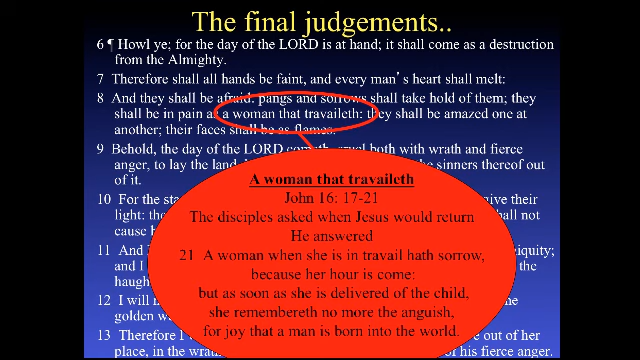 The final judgements..
6 ¶ Howl ye; for the day of the LORD is at hand; it shall come as a destruction
from the Almighty.
7 Therefore shall all hands be faint, and every man's heart shall melt:
8 And they shall be afraid: pangs and sorrows shall take hold of them; they
shall be in pain as a woman that travaileth: they shall be amazed one at
another; their faces shall be as flames.
9 Behold, the day of the LORD cometh, cruel both with wrath and fierce
anger, to lay the land sinners thereof out
of it.
10 For the sta give their
light: the hall not
cause h
11 And I iquity;
and I the
haugh
12 I will m
golden w
13 Therefore I e out of her
place, in the wrath of his fierce anger.
A woman that travaileth
John 16: 17-21
The disciples asked when Jesus would return
He answered
21 A woman when she is in travail hath sorrow,
because her hour is come:
but as soon as she is delivered of the child,
she remembereth no more the anguish,
for joy that a man is born into the world.